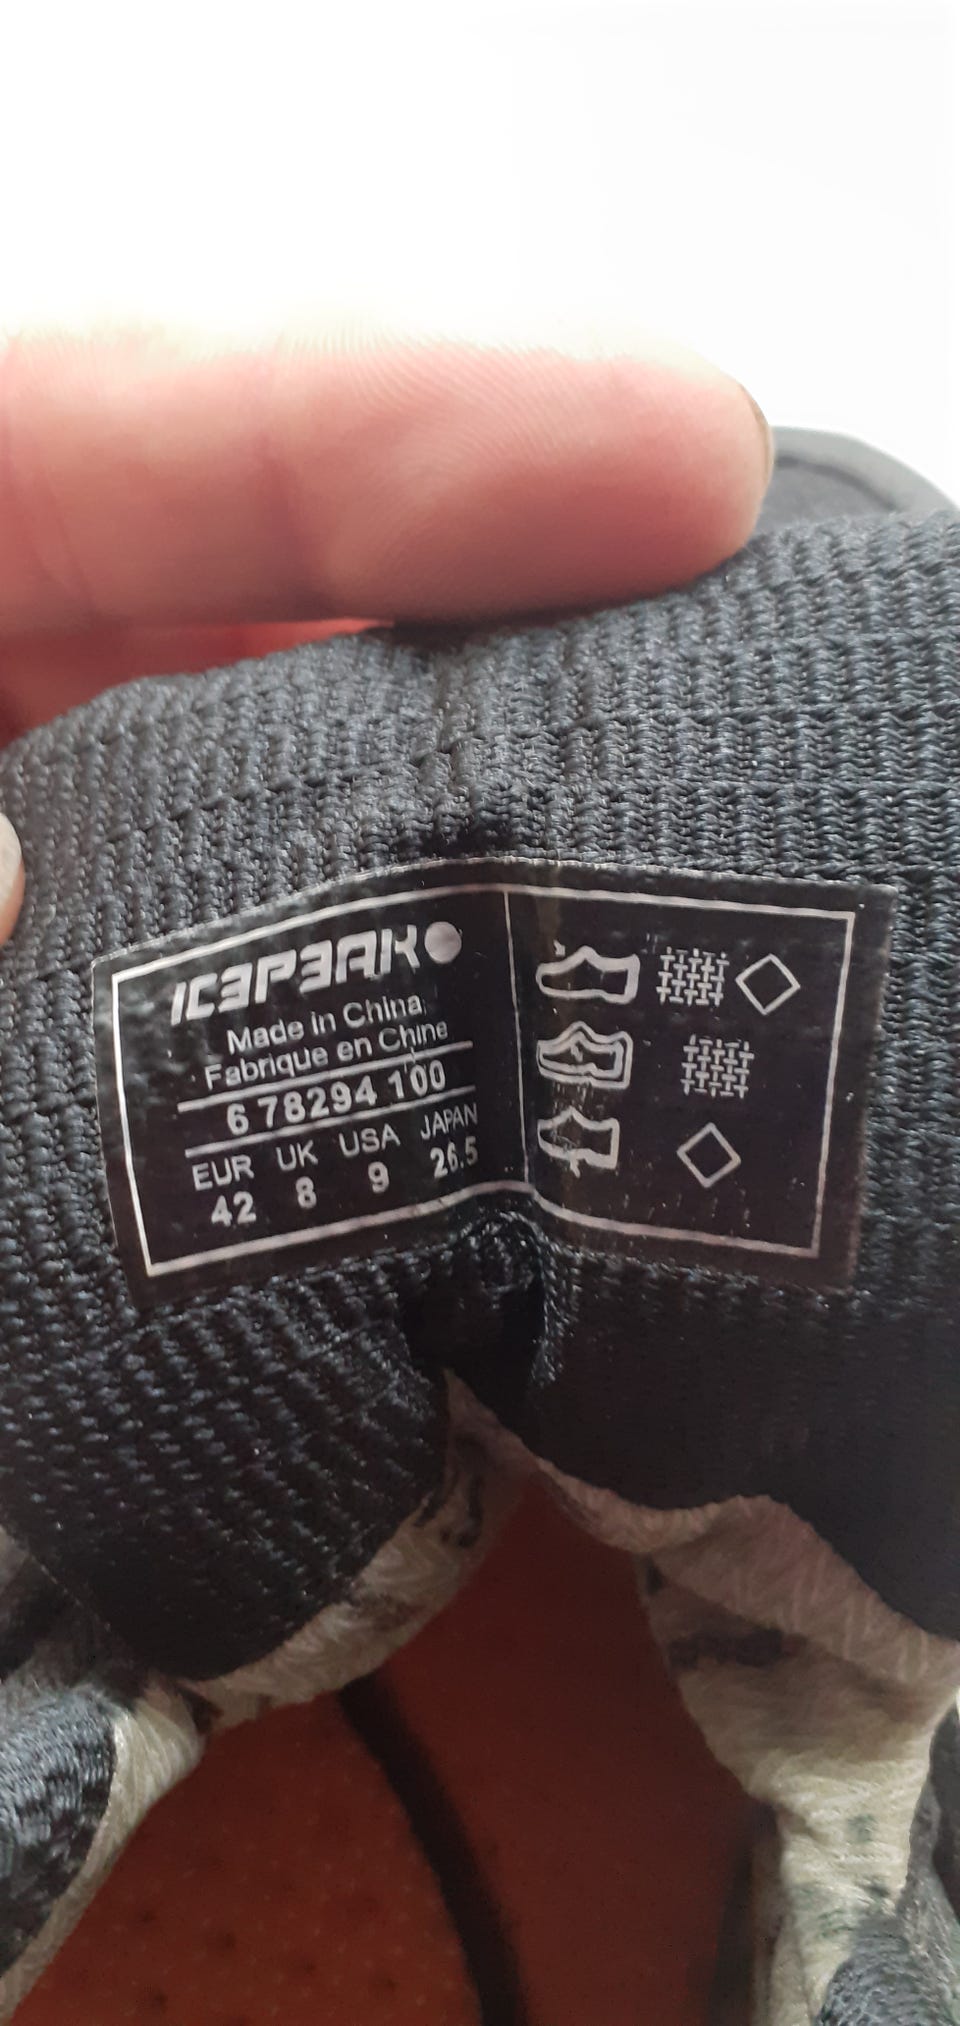 ICEPEAK
Made in China
Fabrique en Chine
6 78294 100
EUR UK USA JAPAN
42 8 9 26.5